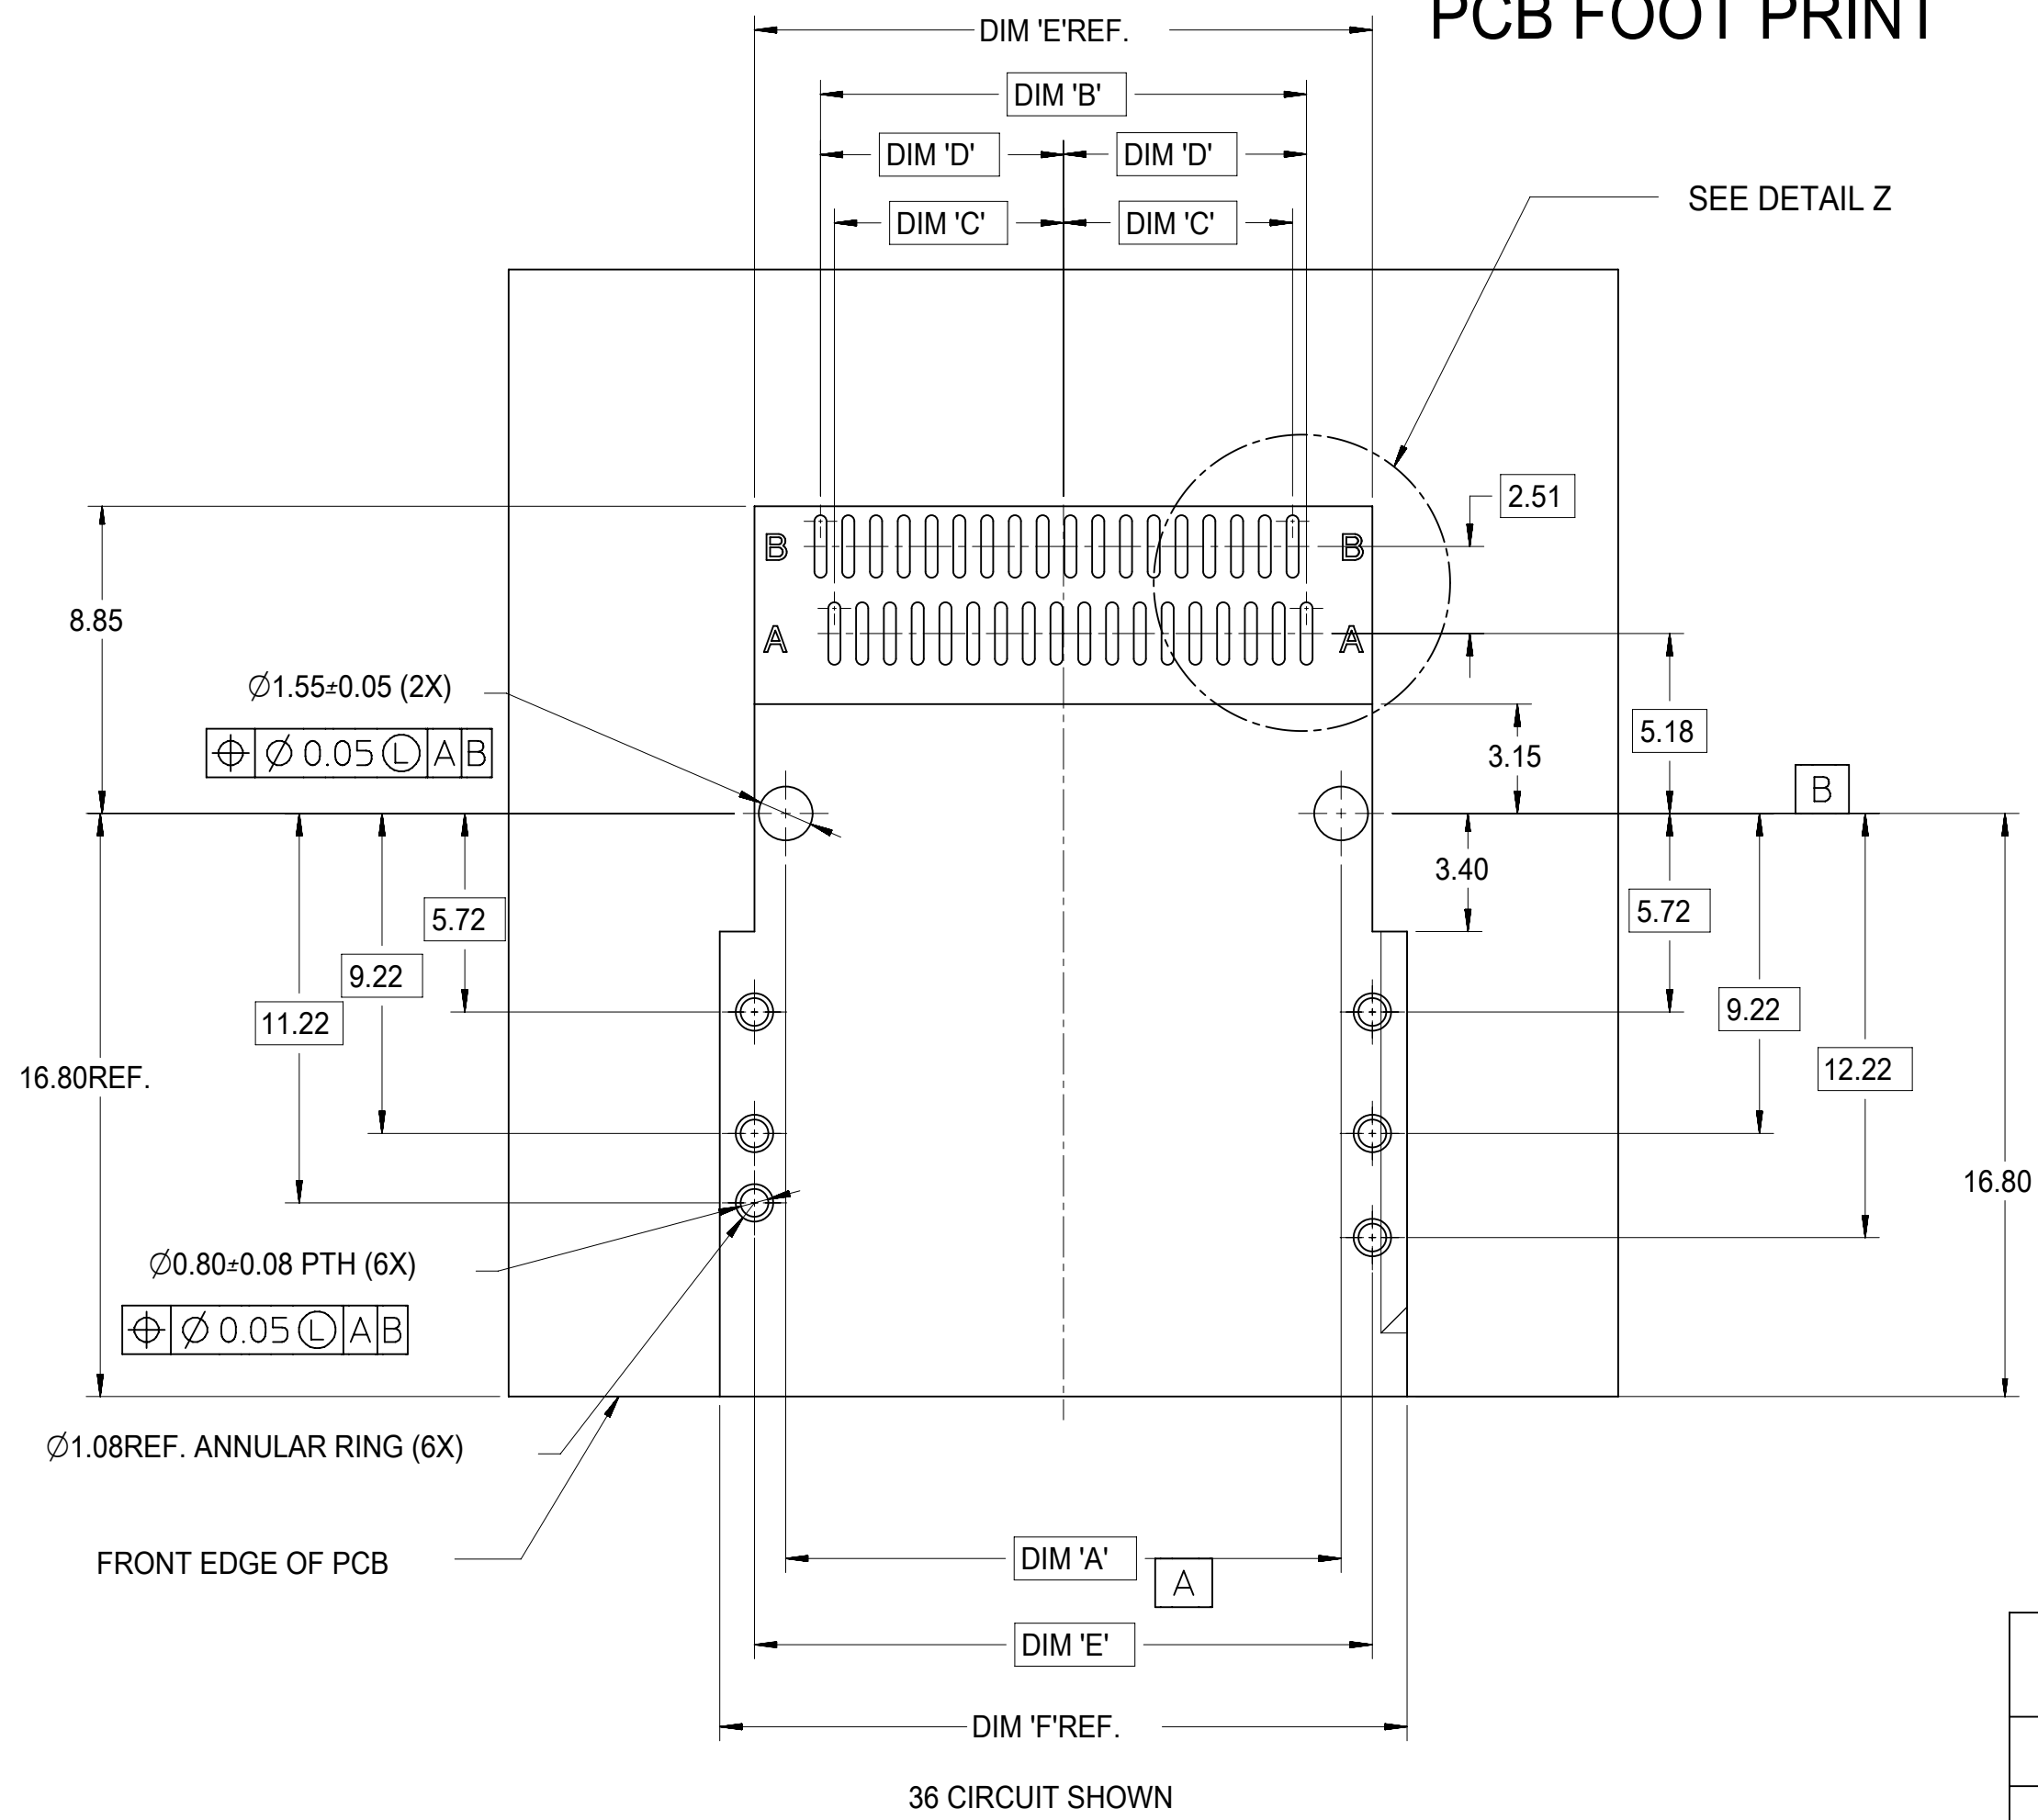 PCB FOOT PRINT
DIM 'E'REF.
DIM 'B'
DIM 'D' DIM 'D'
SEE DETAIL Z
DIM 'C' DIM 'C'
2.51
B B
8.85
A A
Ø1.55±0.05 (2X)
5.18
3.15
⌖ Ø 0.05 Ⓛ A B
B
3.40
5.72 5.72
9.22 9.22
11.22
12.22
16.80REF.
16.80
Ø0.80±0.08 PTH (6X)
⌖ Ø 0.05 Ⓛ A B
Ø1.08REF. ANNULAR RING (6X)
FRONT EDGE OF PCB
DIM 'A'
A
DIM 'E'
DIM 'F'REF.
36 CIRCUIT SHOWN